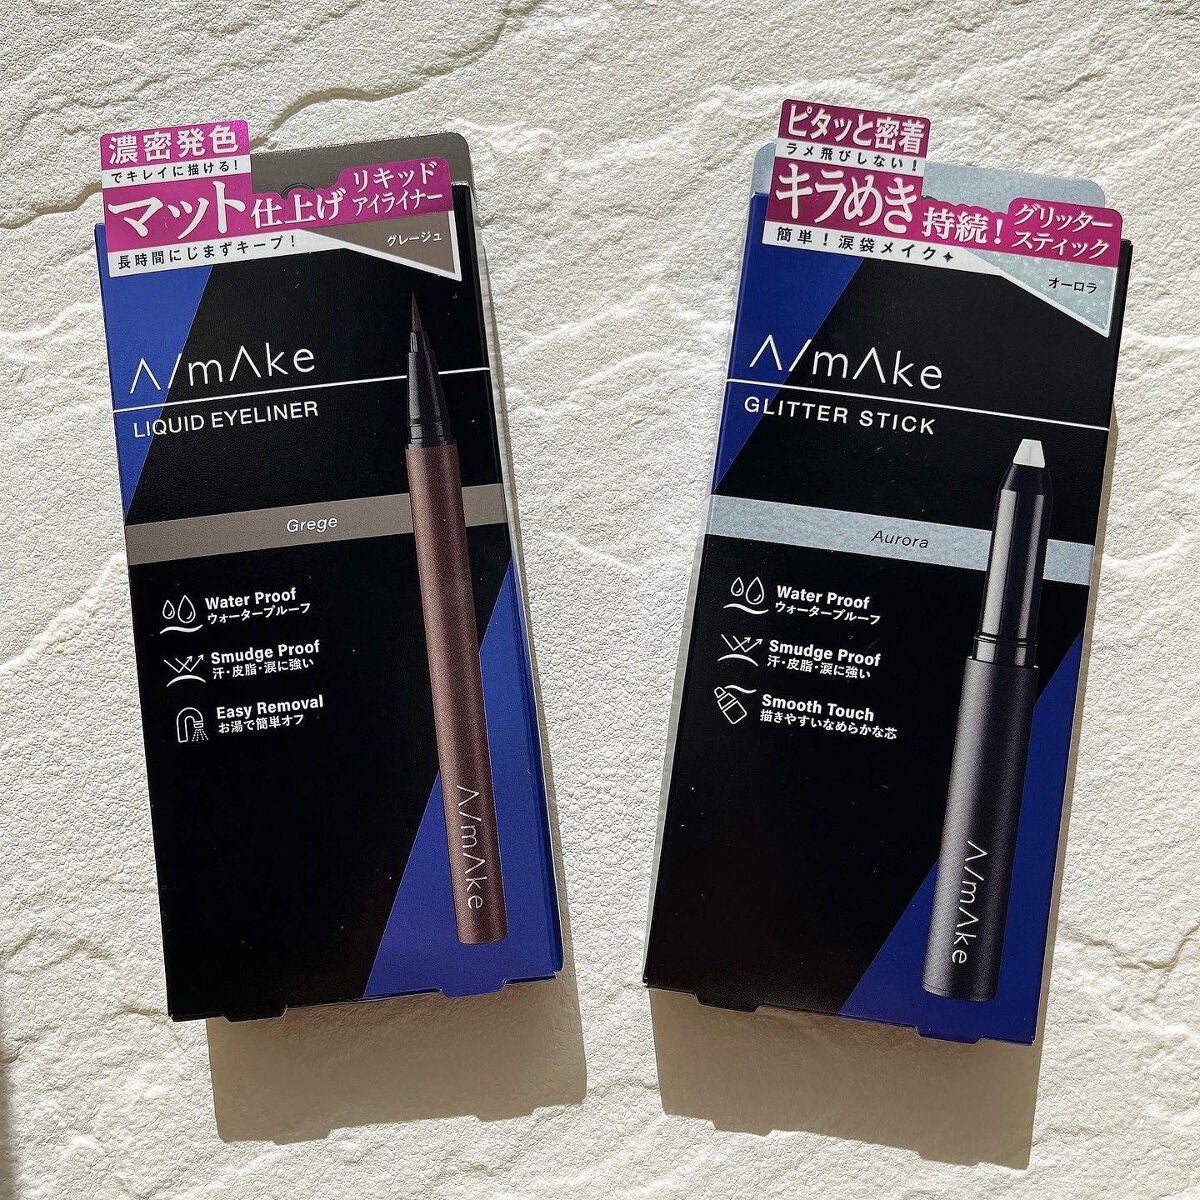 濃密発色
でキレイに描ける!
マット仕上げ
リキッド
アイライナー
長時間にじまずキープ!
グレージュ
A/mAke
LIQUID EYELINER
Grege
Water Proof
ウォータープルーフ
Smudge Proof
汗・皮脂・涙に強い
Easy Removal
お湯で簡単オフ
A/mAke
ピタッと密着
ラメ飛びしない!
キラめき持続!
グリッター
スティック
簡単!涙袋メイク✦
オーロラ
A/mAke
GLITTER STICK
Aurora
Water Proof
ウォータープルーフ
Smudge Proof
汗・皮脂・涙に強い
Smooth Touch
描きやすいなめらかな芯
A/mAke